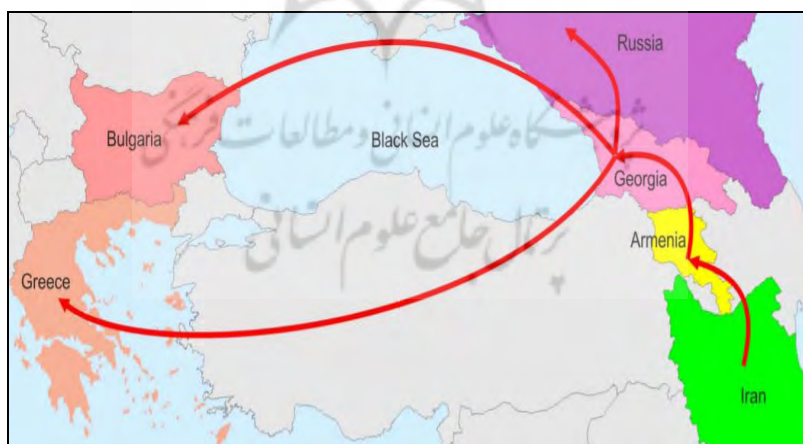 Russia
Bulgaria
Black Sea
پژوهشگاه علوم انسانی و مطالعات فرهنگی
Georgia
پرتال جامع علوم انسانی
Armenia
Greece
Iran